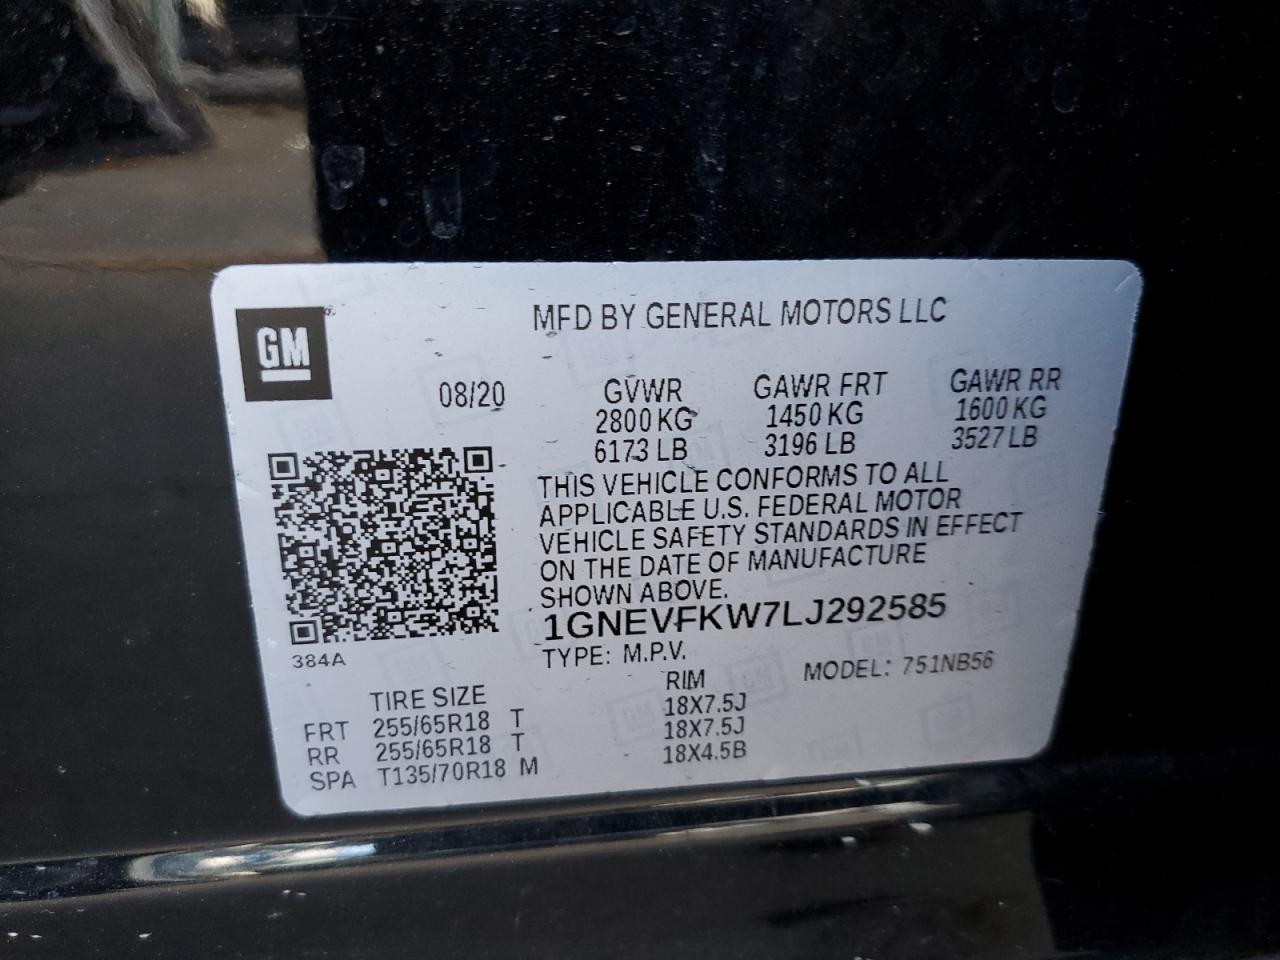 MFD BY GENERAL MOTORS LLC
GM
08/20 GVWR GAWR FRT GAWR RR
2800 KG 1450 KG 1600 KG
6173 LB 3196 LB 3527 LB
THIS VEHICLE CONFORMS TO ALL
APPLICABLE U.S. FEDERAL MOTOR
VEHICLE SAFETY STANDARDS IN EFFECT
ON THE DATE OF MANUFACTURE
SHOWN ABOVE.
1GNEVFKW7LJ292585
384A
TYPE: M.P.V. MODEL: 751NB56
TIRE SIZE RIM
FRT 255/65R18 T 18X7.5J
RR 255/65R18 T 18X7.5J
SPA T135/70R18 M 18X4.5B